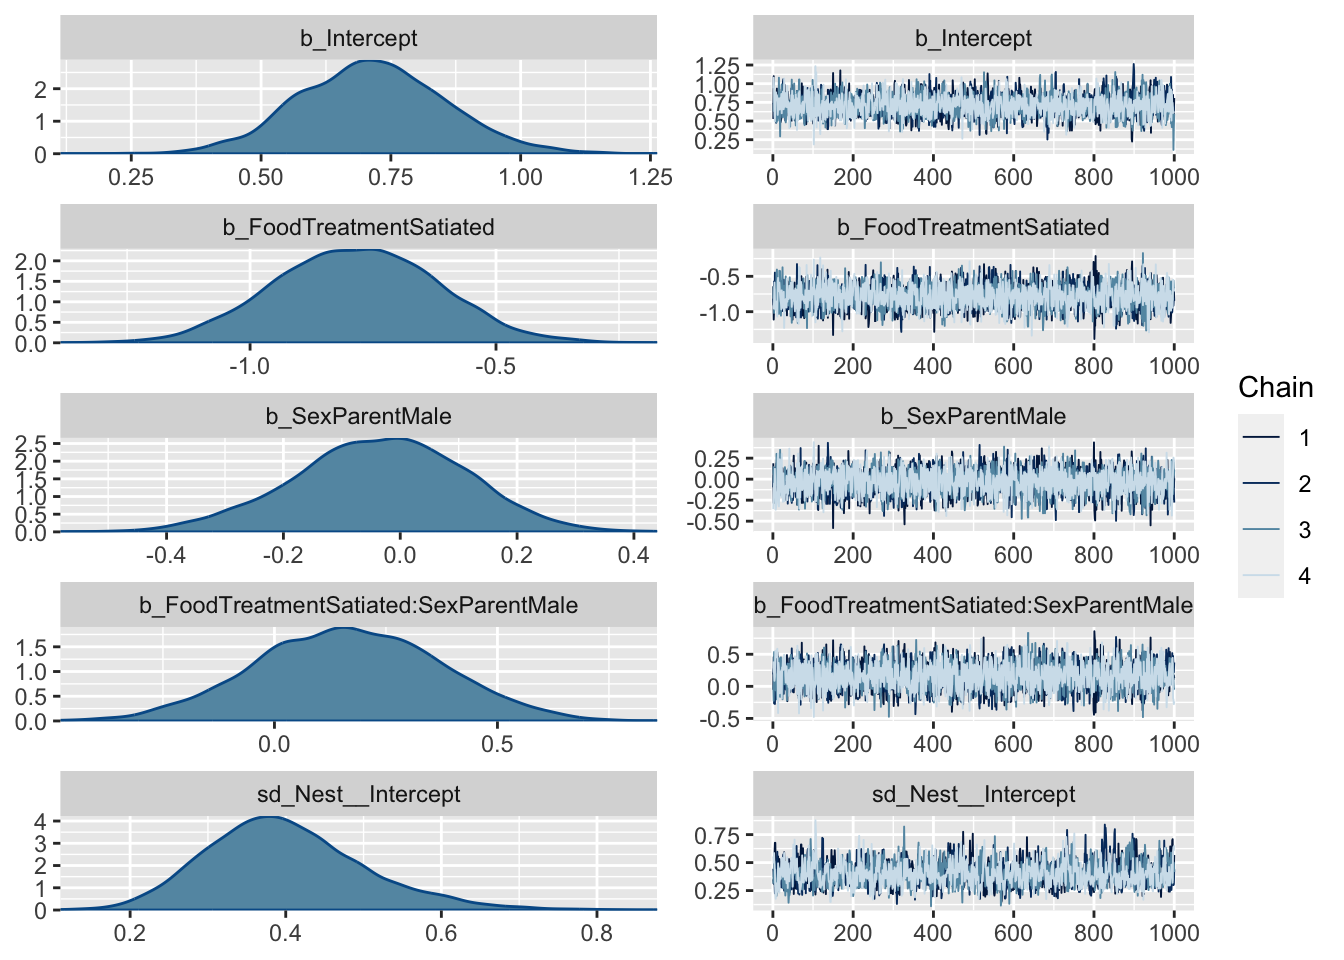 b_Intercept
2
1
0
0.25 0.50 0.75 1.00 1.25
b_Intercept
1.25
1.00
0.75
0.50
0.25
0 200 400 600 800 1000
b_FoodTreatmentSatiated
2.0
1.5
1.0
0.5
0.0
-1.0 -0.5
b_FoodTreatmentSatiated
-0.5
-1.0
0 200 400 600 800 1000
b_SexParentMale
2.5
2.0
1.5
1.0
0.5
0.0
-0.4 -0.2 0.0 0.2 0.4
b_SexParentMale
0.25
0.00
-0.25
-0.50
0 200 400 600 800 1000
b_FoodTreatmentSatiated:SexParentMale
1.5
1.0
0.5
0.0
0.0 0.5
b_FoodTreatmentSatiated:SexParentMale
0.5
0.0
-0.5
0 200 400 600 800 1000
sd_Nest__Intercept
4
3
2
1
0
0.2 0.4 0.6 0.8
sd_Nest__Intercept
0.75
0.50
0.25
0 200 400 600 800 1000
Chain
1
2
3
4